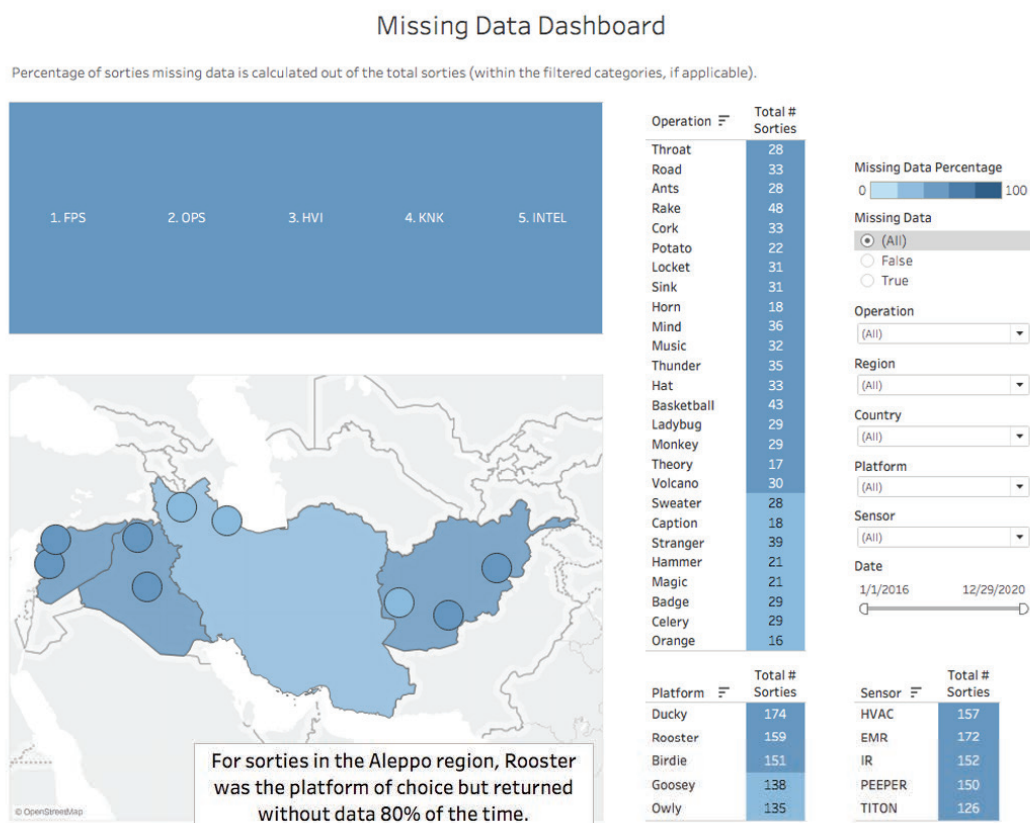 Missing Data Dashboard
Percentage of sorties missing data is calculated out of the total sorties (within the filtered categories, if applicable).
1. FPS 2. OPS 3. HVI 4. KNK 5. INTEL
© OpenStreetMap
For sorties in the Aleppo region, Rooster
was the platform of choice but returned
without data 80% of the time.
Operation Total # Sorties
Throat 28
Road 33
Ants 28
Rake 48
Cork 33
Potato 22
Locket 31
Sink 31
Horn 18
Mind 36
Music 32
Thunder 35
Hat 33
Basketball 43
Ladybug 29
Monkey 29
Theory 17
Volcano 30
Sweater 28
Caption 18
Stranger 39
Hammer 21
Magic 21
Badge 29
Celery 29
Orange 16
Platform Total # Sorties
Ducky 174
Rooster 159
Birdie 151
Goosey 138
Owly 135
Missing Data Percentage
0 100
Missing Data
(All)
False
True
Operation
(All)
Region
(All)
Country
(All)
Platform
(All)
Sensor
(All)
Date
1/1/2016 12/29/2020
Sensor Total # Sorties
HVAC 157
EMR 172
IR 152
PEEPER 150
TITON 126